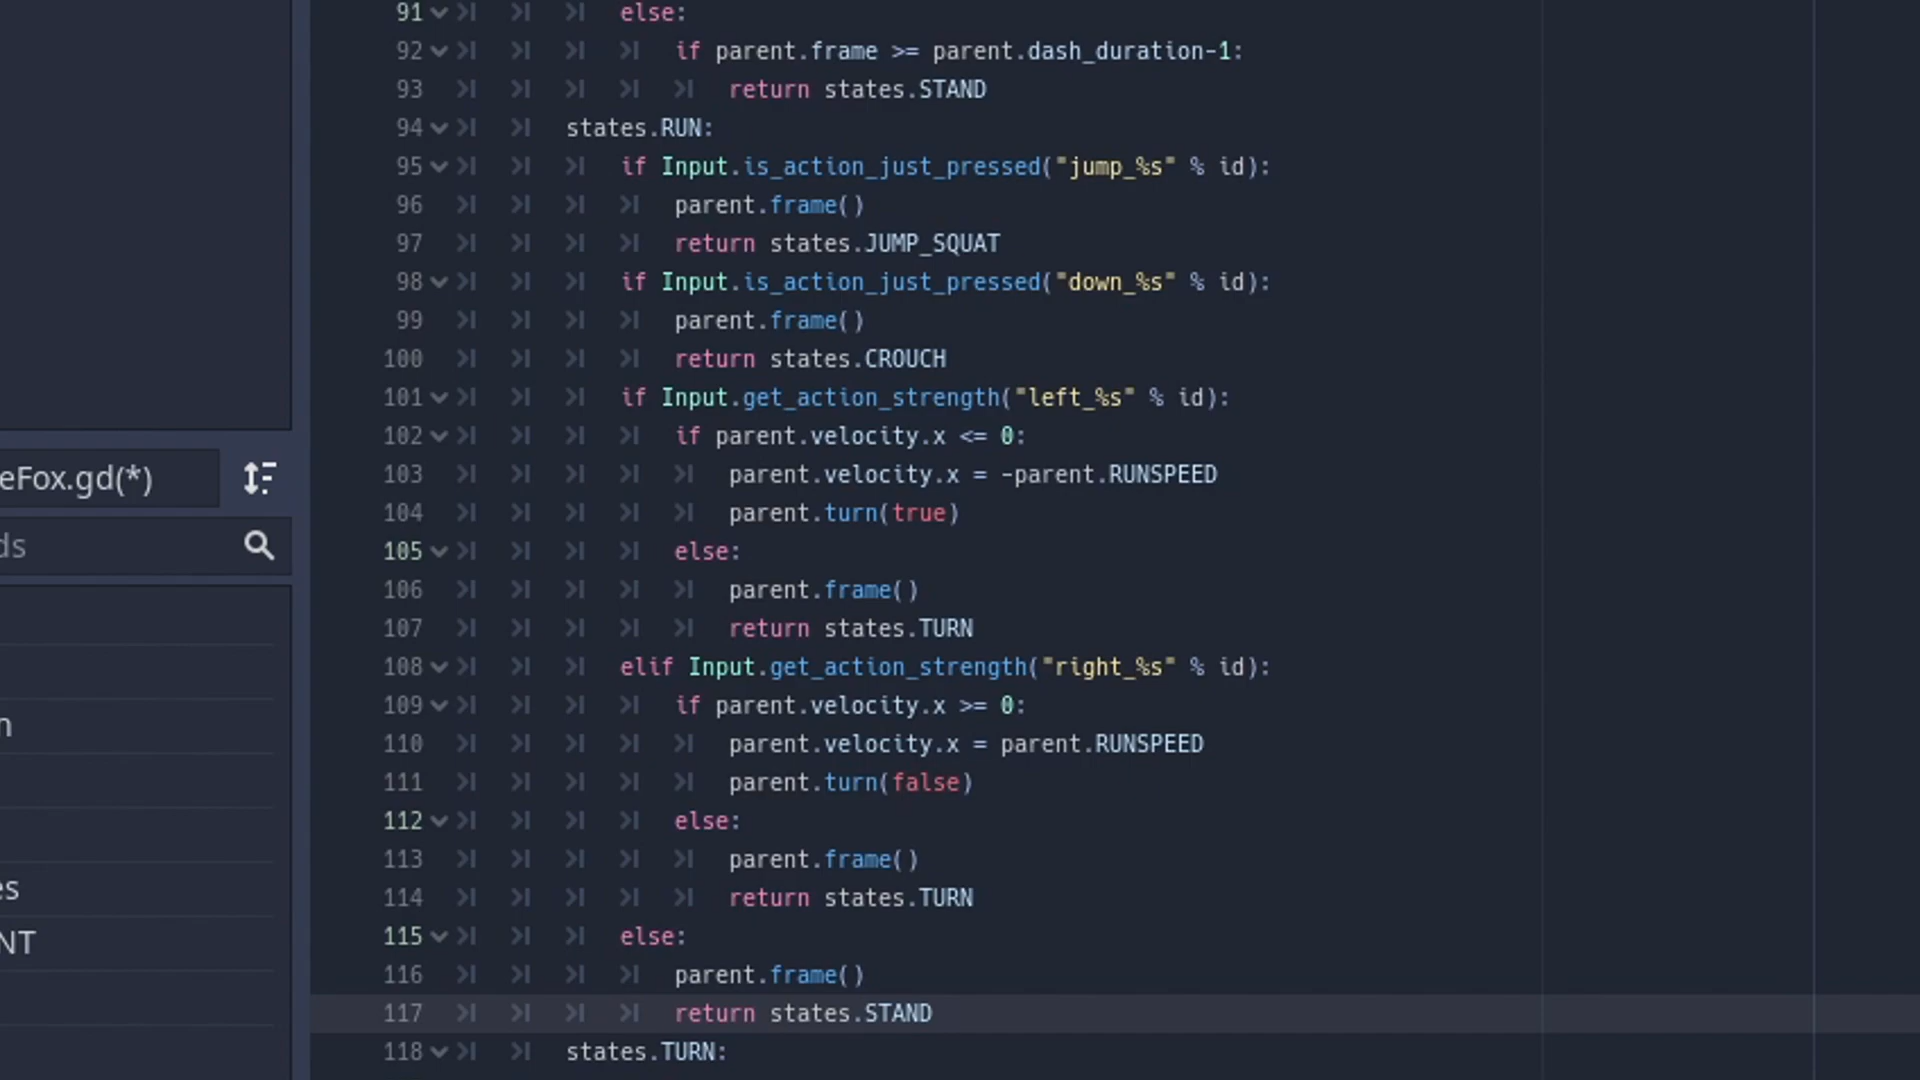 91 else:
92 if parent.frame >= parent.dash_duration-1:
93 return states.STAND
94 states.RUN:
95 if Input.is_action_just_pressed("jump_%s" % id):
96 parent.frame()
97 return states.JUMP_SQUAT
98 if Input.is_action_just_pressed("down_%s" % id):
99 parent.frame()
100 return states.CROUCH
101 if Input.get_action_strength("left_%s" % id):
102 if parent.velocity.x <= 0:
103 parent.velocity.x = -parent.RUNSPEED
104 parent.turn(true)
105 else:
106 parent.frame()
107 return states.TURN
108 elif Input.get_action_strength("right_%s" % id):
109 if parent.velocity.x >= 0:
110 parent.velocity.x = parent.RUNSPEED
111 parent.turn(false)
112 else:
113 parent.frame()
114 return states.TURN
115 else:
116 parent.frame()
117 return states.STAND
118 states.TURN:
eFox.gd(*)
ds
n
es
NT